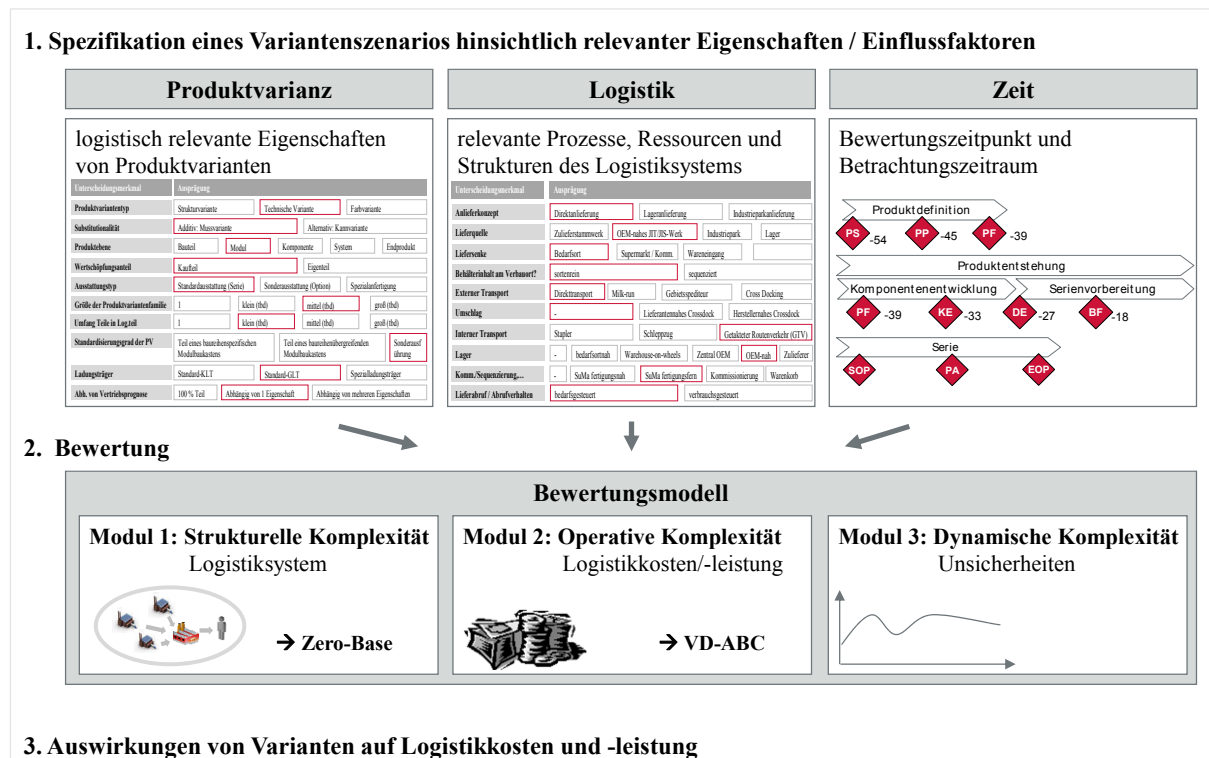 1. Spezifikation eines Variantenszenarios hinsichtlich relevanter Eigenschaften / Einflussfaktoren
Produktvarianz
logistisch relevante Eigenschaften
von Produktvarianten
Unterscheidungsmerkmal Ausprägung
Produktvariantentyp Strukturvariante Technische Variante Farbvariante
Substitutionalität Additiv: Mussvariante Alternativ: Kannvariante
Produktebene Bauteil Modul Komponente System Endprodukt
Wertschöpfungsanteil Kaufteil Eigenteil
Ausstattungstyp Standardausstattung (Serie) Sonderausstattung (Option) Spezialanfertigung
Größe der Produktvariantenfamilie 1 klein (tbd) mittel (tbd) groß (tbd)
Umfang Teile in Log.teil 1 klein (tbd) mittel (tbd) groß (tbd)
Standardisierungsgrad der PV Teil eines baureihenspezifischen Modulbaukastens Teil eines baureihenübergreifenden Modulbaukastens Sonderausf ührung
Ladungsträger Standard-KLT Standard-GLT Spezialladungsträger
Abh. von Vertriebsprognose 100 % Teil Abhängig von 1 Eigenschaft Abhängig von mehreren Eigenschaften
Logistik
relevante Prozesse, Ressourcen und
Strukturen des Logistiksystems
Unterscheidungsmerkmal Ausprägung
Anlieferkonzept Direktanlieferung Lageranlieferung Industrieparkanlieferung
Lieferquelle Zulieferstammwerk OEM-nahes JIT/JIS-Werk Industriepark Lager
Liefersenke Bedarfsort Supermarkt / Komm. Wareneingang
Behälterinhalt am Verbauort? sortenrein sequenziert
Externer Transport Direkttransport Milk-run Gebietsspediteur Cross Docking
Umschlag - Lieferantennahes Crossdock Herstellernahes Crossdock
Interner Transport Stapler Schleppzug Getakteter Routenverkehr (GTV)
Lager - bedarfsortnah Warehouse-on-wheels Zentral OEM OEM-nah Zulieferer
Komm./Sequenzierung,... - SuMa fertigungsnah SuMa fertigungsfern Kommissionierung Warenkorb
Lieferabruf / Abrufverhalten bedarfsgesteuert verbrauchsgesteuert
Zeit
Bewertungszeitpunkt und
Betrachtungszeitraum
Produktdefinition
PS -54 PP -45 PF -39
Produktentstehung
Komponentenentwicklung Serienvorbereitung
PF -39 KE -33 DE -27 BF -18
Serie
SOP PA EOP
2. Bewertung
Bewertungsmodell
Modul 1: Strukturelle Komplexität
Logistiksystem
→ Zero-Base
Modul 2: Operative Komplexität
Logistikkosten/-leistung
→ VD-ABC
Modul 3: Dynamische Komplexität
Unsicherheiten
3. Auswirkungen von Varianten auf Logistikkosten und -leistung